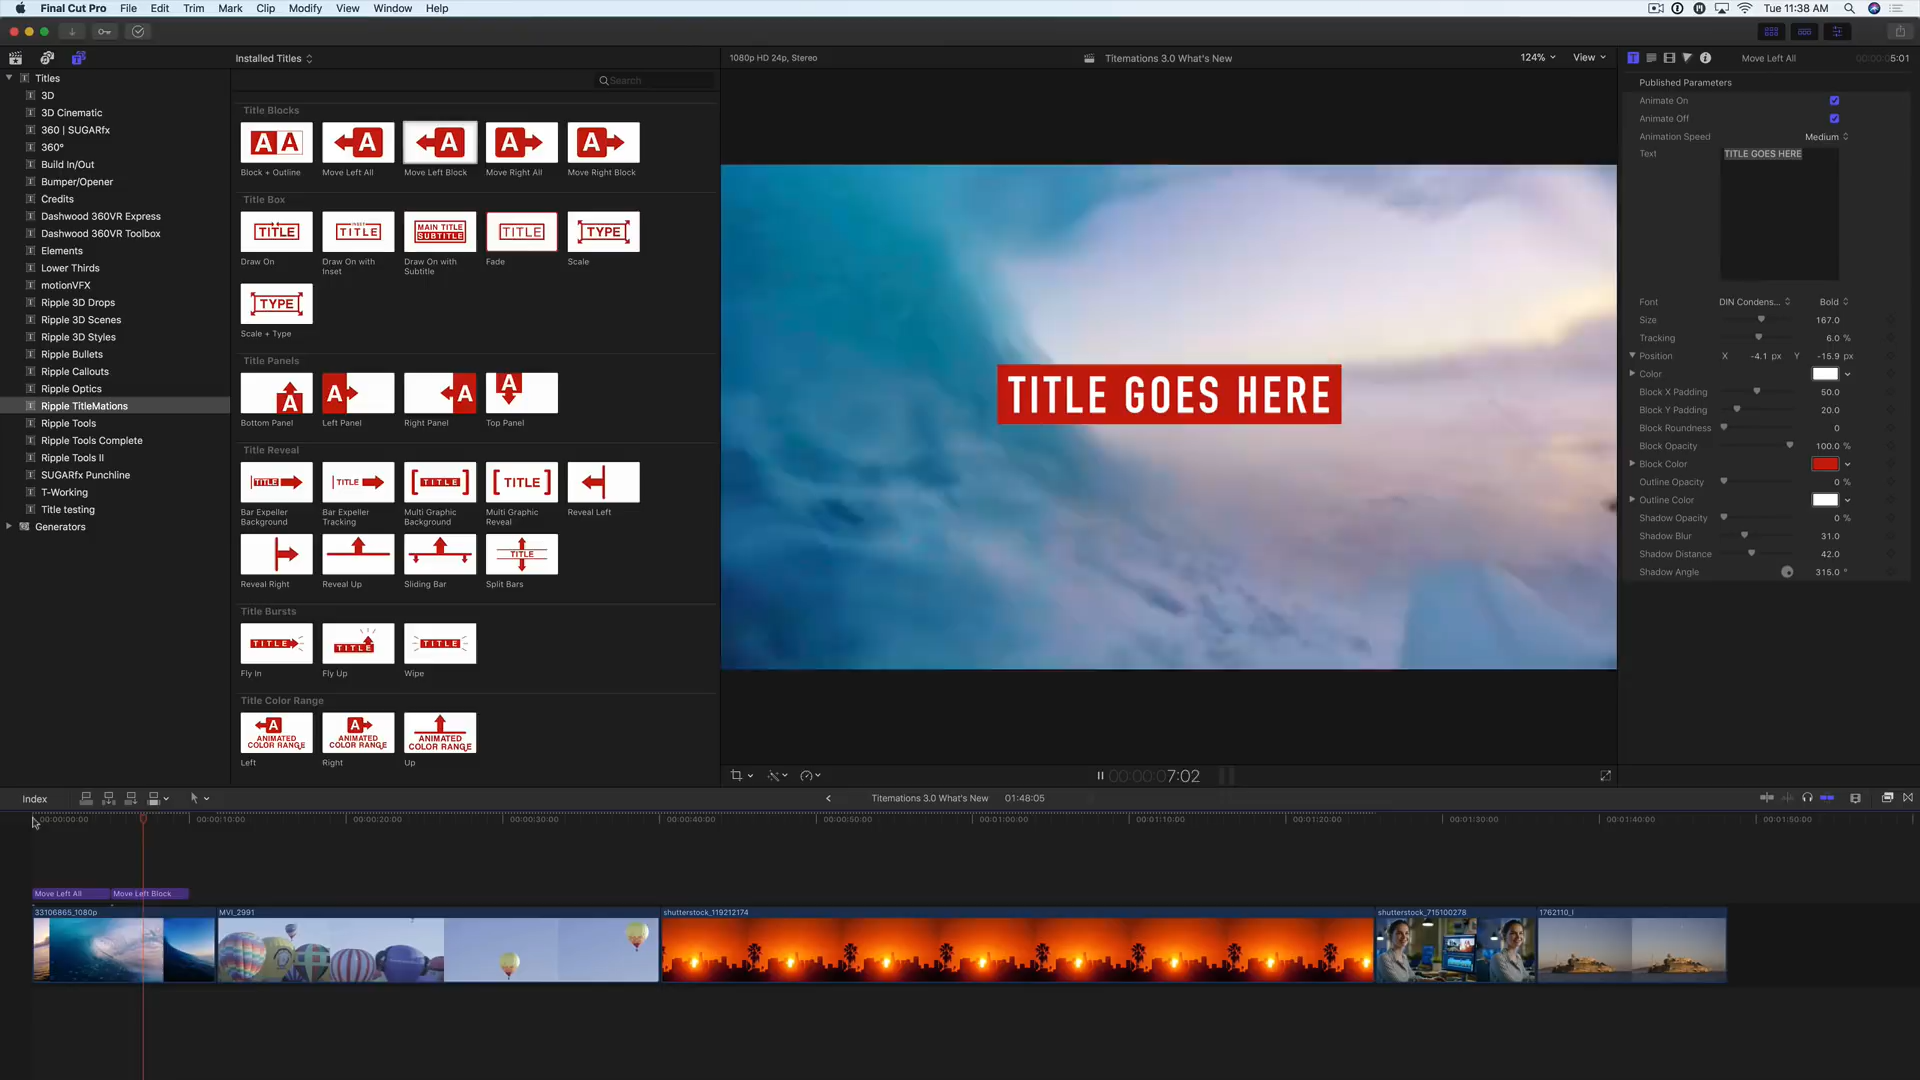 Final Cut Pro File Edit Trim Mark Clip Modify View Window Help
Tue 11:38 AM
Installed Titles
1080p HD 24p, Stereo
Titemations 3.0 What's New
124%
View
Move Left All
5:01
Titles
3D
3D Cinematic
360 | SUGARfx
360°
Build In/Out
Bumper/Opener
Credits
Dashwood 360VR Express
Dashwood 360VR Toolbox
Elements
Lower Thirds
motionVFX
Ripple 3D Drops
Ripple 3D Scenes
Ripple 3D Styles
Ripple Bullets
Ripple Callouts
Ripple Optics
Ripple TitleMations
Ripple Tools
Ripple Tools Complete
Ripple Tools II
SUGARfx Punchline
T-Working
Title testing
Generators
Search
Title Blocks
AA A A A A
Block + Outline
Move Left All
Move Left Block
Move Right All
Move Right Block
Title Box
TITLE
INSET
TITLE
MAIN TITLE
SUBTITLE
TITLE
TYPE
Draw On
Draw On with
Inset
Draw On with
Subtitle
Fade
Scale
TYPE
Scale + Type
Title Panels
A A A A
Bottom Panel
Left Panel
Right Panel
Top Panel
Title Reveal
TITLE
TITLE
TITLE
TITLE
Bar Expeller
Background
Bar Expeller
Tracking
Multi Graphic
Background
Multi Graphic
Reveal
Reveal Left
TITLE
Reveal Right
Reveal Up
Sliding Bar
Split Bars
Title Bursts
TITLE
TITLE
TITLE
Fly In
Fly Up
Wipe
Title Color Range
A
ANIMATED
COLOR RANGE
A
ANIMATED
COLOR RANGE
ANIMATED
COLOR RANGE
Left
Right
Up
TITLE GOES HERE
00:00:00:07:02
Published Parameters
Animate On
Animate Off
Animation Speed Medium
Text TITLE GOES HERE
Font DIN Condens... Bold
Size 167.0
Tracking 6.0 %
Position X -4.1 px Y -15.9 px
Color
Block X Padding 50.0
Block Y Padding 20.0
Block Roundness 0
Block Opacity 100.0 %
Block Color
Outline Opacity 0 %
Outline Color
Shadow Opacity 0 %
Shadow Blur 31.0
Shadow Distance 42.0
Shadow Angle 315.0 °
Index
Titemations 3.0 What's New 01:48:05
00:00:00:00
00:00:10:00
00:00:20:00
00:00:30:00
00:00:40:00
00:00:50:00
00:01:00:00
00:01:10:00
00:01:20:00
00:01:30:00
00:01:40:00
00:01:50:00
Move Left All
Move Left Block
33106865_1080p
MVI_2991
shutterstock_119212174
shutterstock_715100278
1762110_l